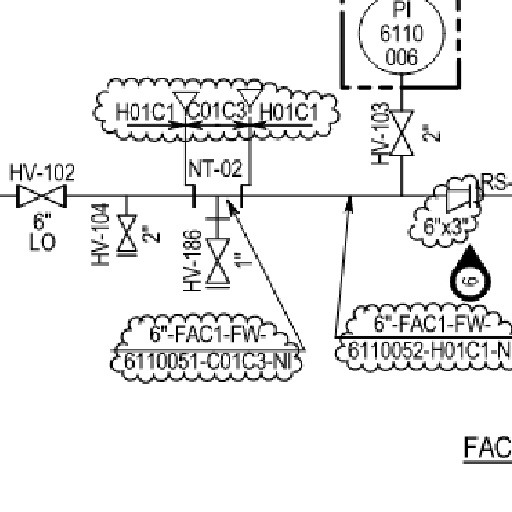 PI
6110
006
H01C1 C01C3 H01C1
HV-103
2"
NT-02
HV-102
6"
LO
HV-104
2"
HV-186
1"
RS-
6"x3"
6"-FAC1-FW-
6110051-C01C3-NI
6"-FAC1-FW-
6110052-H01C1-N
FAC